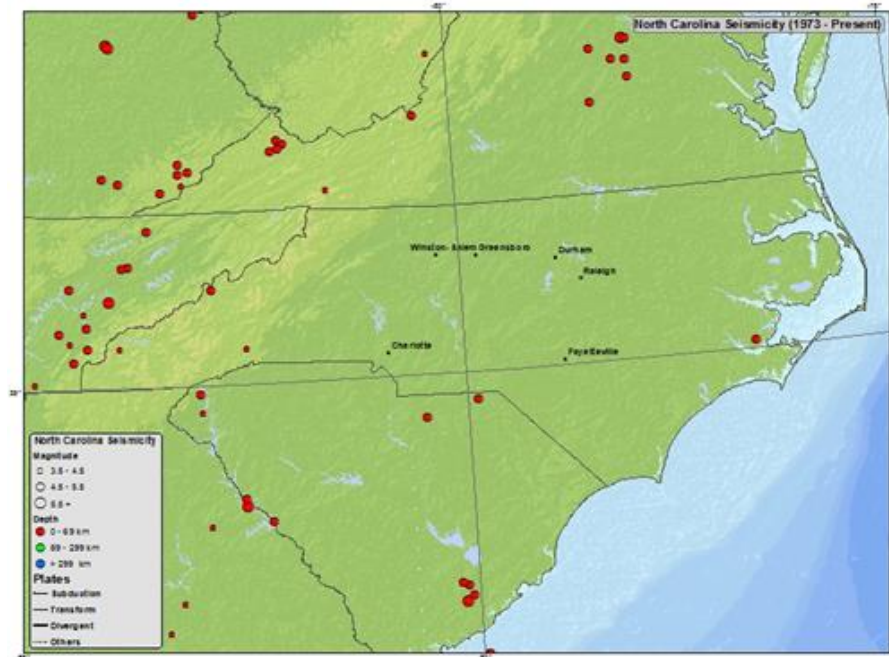 North Carolina Seismicity (1973 - Present)
Winston- Salem Greensboro
Durham
Raleigh
Charlotte
Fayetteville
North Carolina Seismicity
Magnitude
3.5 - 4.5
4.5 - 5.5
5.5 +
Depth
0 - 69 km
69 - 299 km
> 299 km
Plates
Subduction
Transform
Divergent
Others